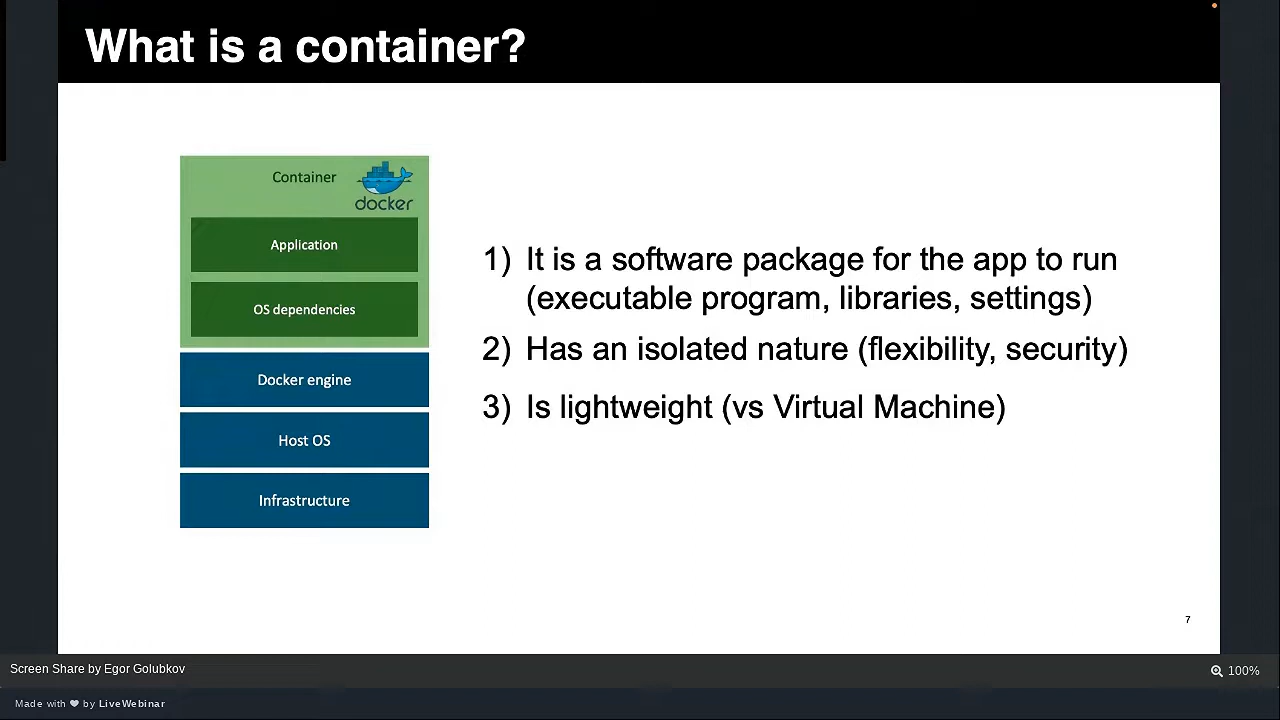 What is a container?
Container
docker
Application
OS dependencies
Docker engine
Host OS
Infrastructure
1) It is a software package for the app to run
(executable program, libraries, settings)
2) Has an isolated nature (flexibility, security)
3) Is lightweight (vs Virtual Machine)
7
Screen Share by Egor Golubkov
100%
Made with ❤ by LiveWebinar